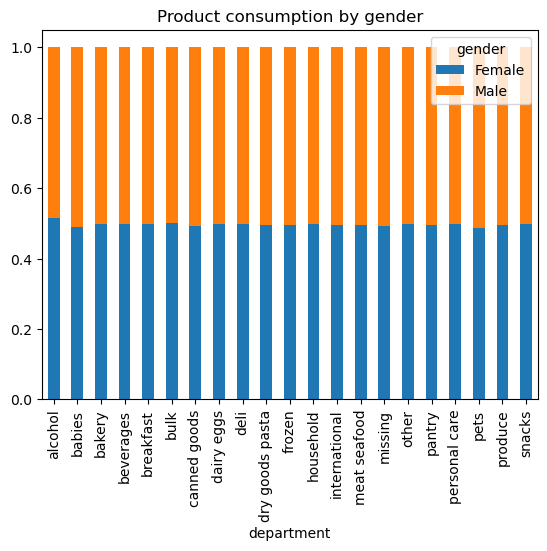 Product consumption by gender
gender
Female
Male
1.0
0.8
0.6
0.4
0.2
0.0
alcohol
babies
bakery
beverages
breakfast
bulk
canned goods
dairy eggs
deli
dry goods pasta
frozen
household
international
meat seafood
missing
other
pantry
personal care
pets
produce
snacks
department